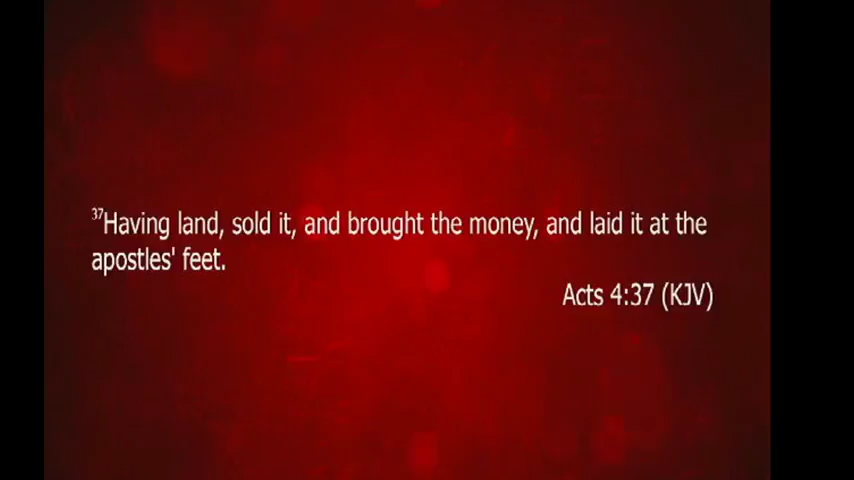 37Having land, sold it, and brought the money, and laid it at the
apostles' feet.
Acts 4:37 (KJV)